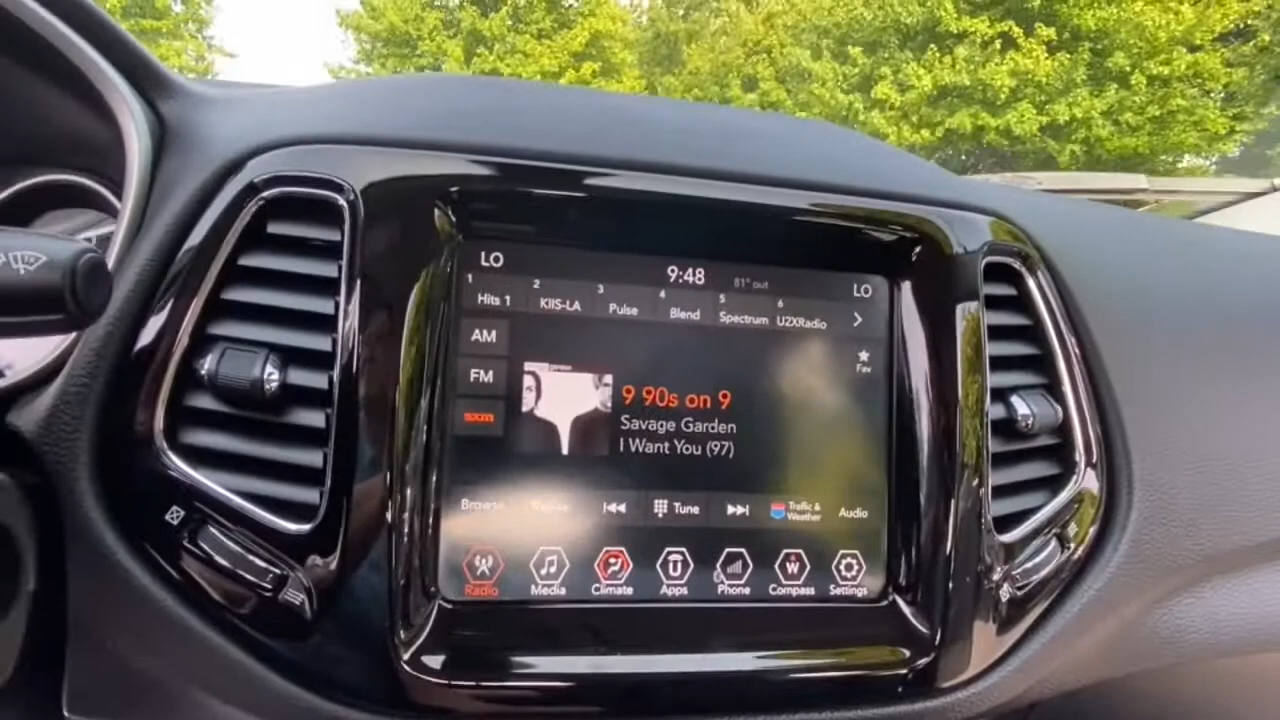 LO
9:48
81° out
LO
1
Hits 1
2
KIIS-LA
3
Pulse
4
Blend
5
Spectrum
6
U2XRadio
AM
FM
Fav
9 90s on 9
Savage Garden
I Want You (97)
Browse
Tune
Traffic &
Weather
Audio
W
Radio
Media
Climate
Apps
Phone
Compass
Settings